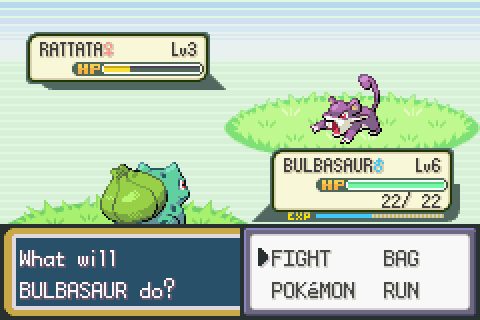 RATTATA♀ Lv3
HP
BULBASAUR♂ Lv6
HP
22/ 22
EXP
What will
BULBASAUR do?
▶FIGHT BAG
POKéMON RUN